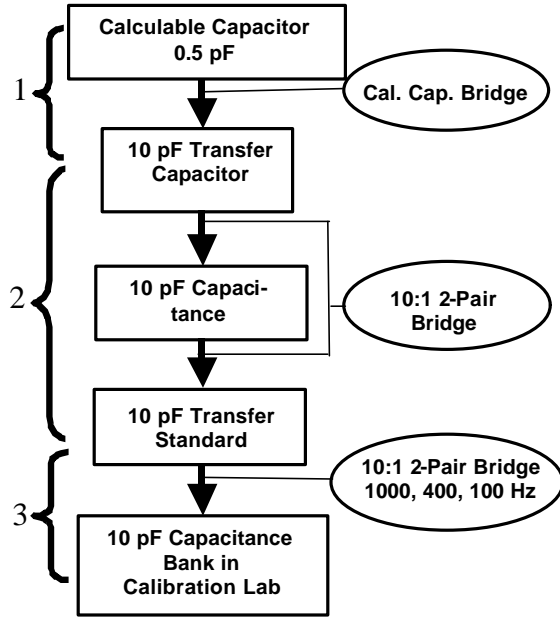 Calculable Capacitor
0.5 pF
1
Cal. Cap. Bridge
10 pF Transfer
Capacitor
2
10 pF Capaci-
tance
10:1 2-Pair
Bridge
10 pF Transfer
Standard
3
10:1 2-Pair Bridge
1000, 400, 100 Hz
10 pF Capacitance
Bank in
Calibration Lab